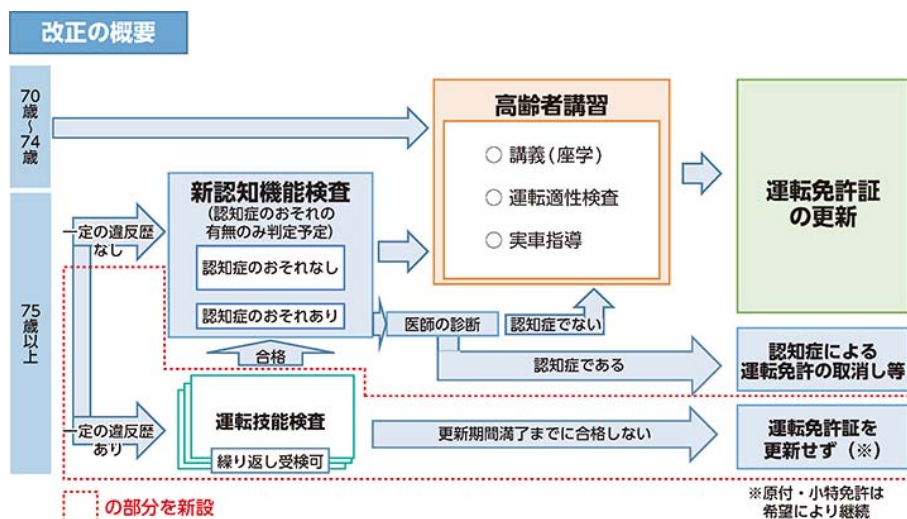 改正の概要
70
歳
〜
74
歳
高齢者講習
○ 講義(座学)
○ 運転適性検査
○ 実車指導
運転免許証
の更新
75
歳
以
上
一定の違反歴
なし
新認知機能検査
(認知症のおそれの
有無のみ判定予定)
認知症のおそれなし
認知症のおそれあり
医師の診断
認知症でない
認知症である
認知症による
運転免許の取消し等
合格
一定の違反歴
あり
運転技能検査
繰り返し受検可
更新期間満了までに合格しない
運転免許証を
更新せず(※)
の部分を新設
※原付・小特免許は
希望により継続